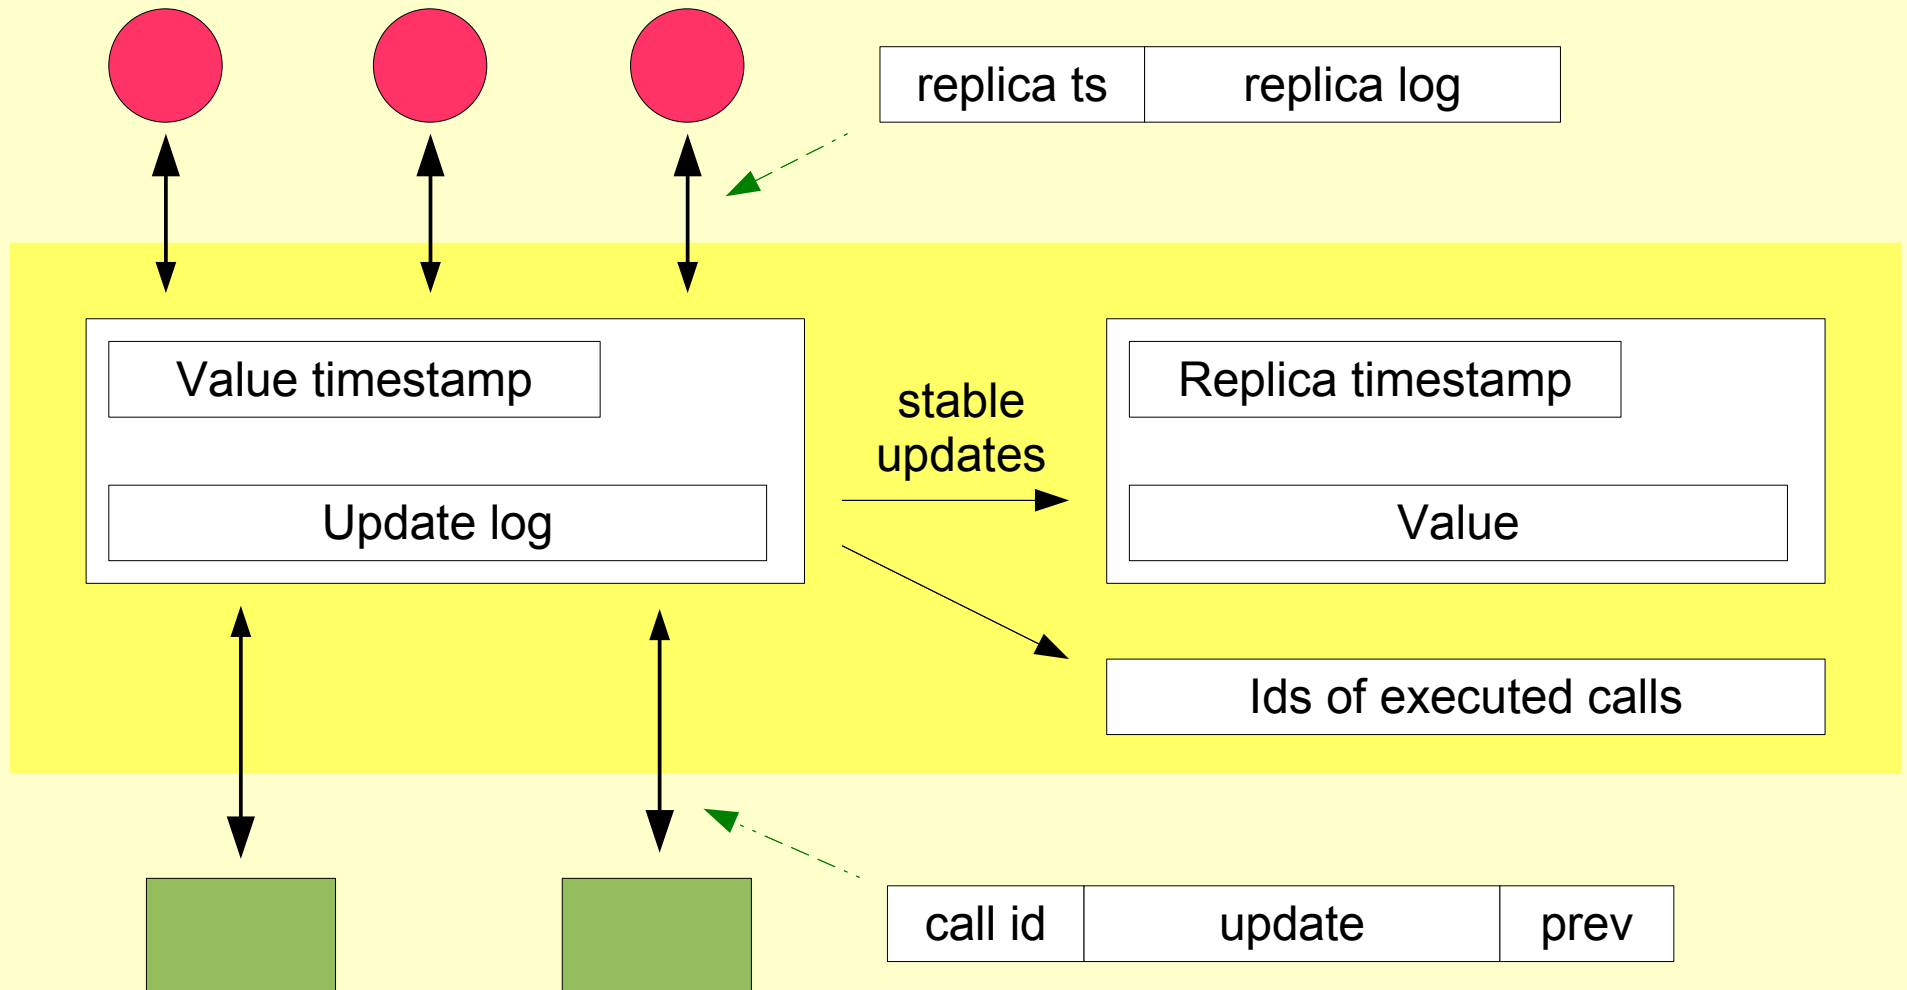 replica ts
replica log
Value timestamp
Replica timestamp
stable
updates
Update log
Value
Ids of executed calls
call id
update
prev